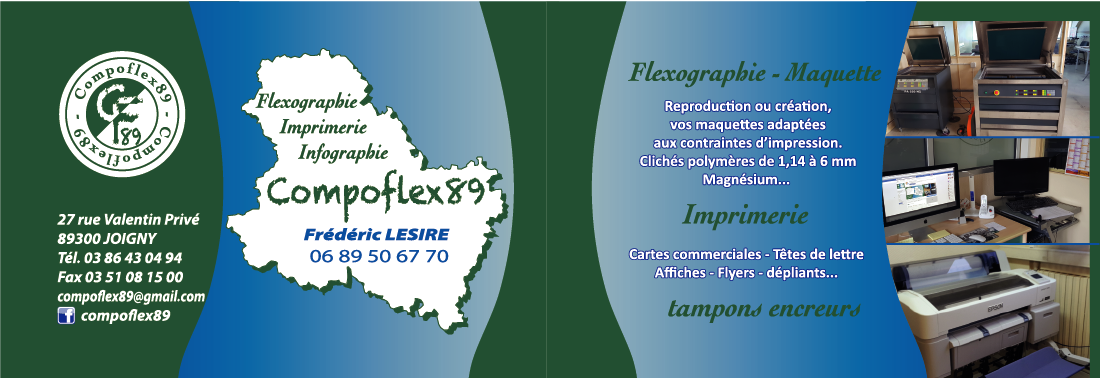 Compoflex89 - Compoflex89 -
CF
89
27 rue Valentin Privé
89300 JOIGNY
Tél. 03 86 43 04 94
Fax 03 51 08 15 00
compoflex89@gmail.com
f compoflex89
Flexographie
Imprimerie
Infographie
Compoflex89
Frédéric LESIRE
06 89 50 67 70
Flexographie - Maquette
Reproduction ou création,
vos maquettes adaptées
aux contraintes d'impression.
Clichés polymères de 1,14 à 6 mm
Magnésium...
Imprimerie
Cartes commerciales - Têtes de lettre
Affiches - Flyers - dépliants...
tampons encreurs
EPSON